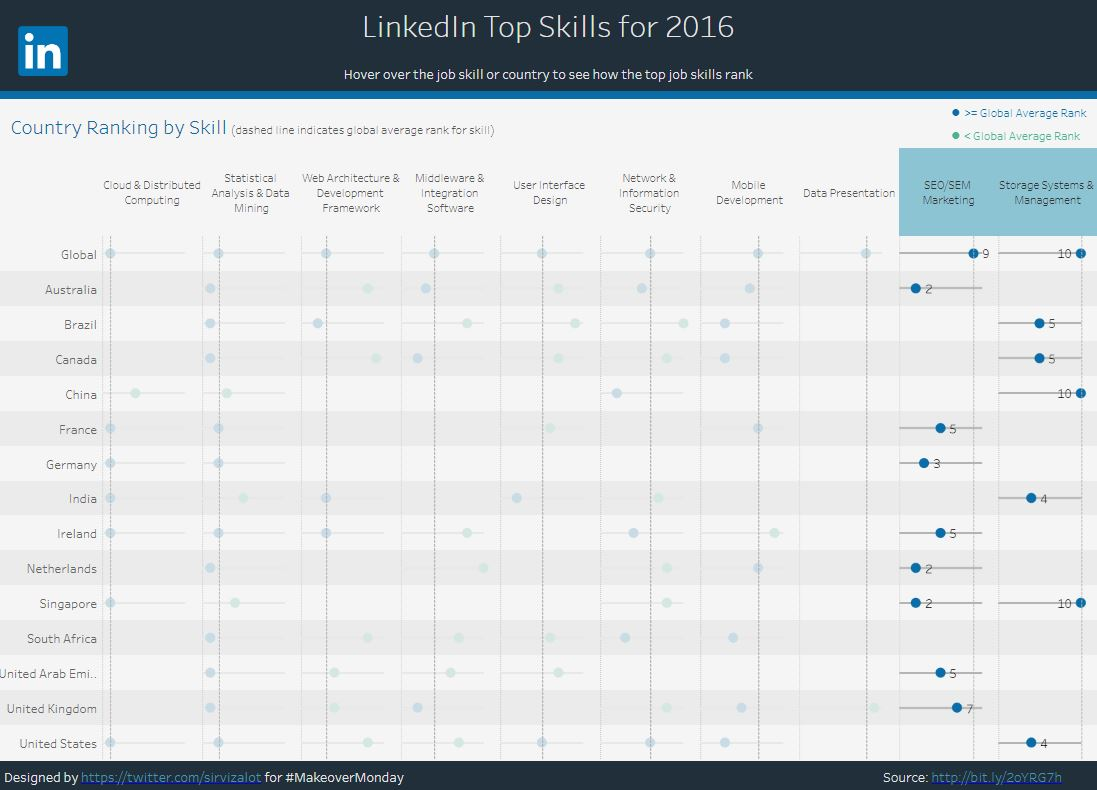 in
LinkedIn Top Skills for 2016
Hover over the job skill or country to see how the top job skills rank
Country Ranking by Skill (dashed line indicates global average rank for skill)
>= Global Average Rank
< Global Average Rank
Cloud & Distributed
Computing
Statistical
Analysis & Data
Mining
Web Architecture &
Development
Framework
Middleware &
Integration
Software
User Interface
Design
Network &
Information
Security
Mobile
Development
Data Presentation
SEO/SEM
Marketing
Storage Systems &
Management
Global 9 10
Australia 2
Brazil 5
Canada 5
China 10
France 5
Germany 3
India 4
Ireland 5
Netherlands 2
Singapore 2 10
South Africa
United Arab Emi.. 5
United Kingdom 7
United States 4
Designed by https://twitter.com/sirvizalot for #MakeoverMonday
Source: http://bit.ly/2oYRG7h